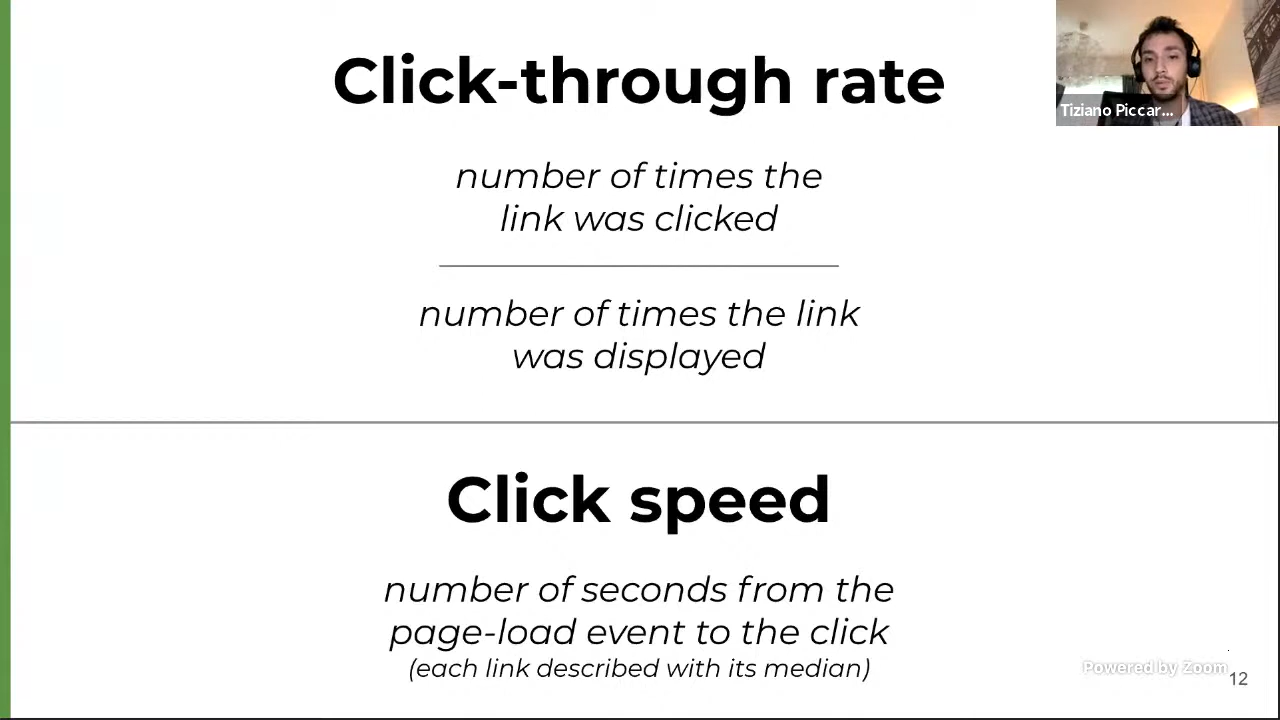 Click-through rate
Tiziano Piccar...
number of times the
link was clicked
number of times the link
was displayed
Click speed
number of seconds from the
page-load event to the click
(each link described with its median)
Powered by Zoom
12